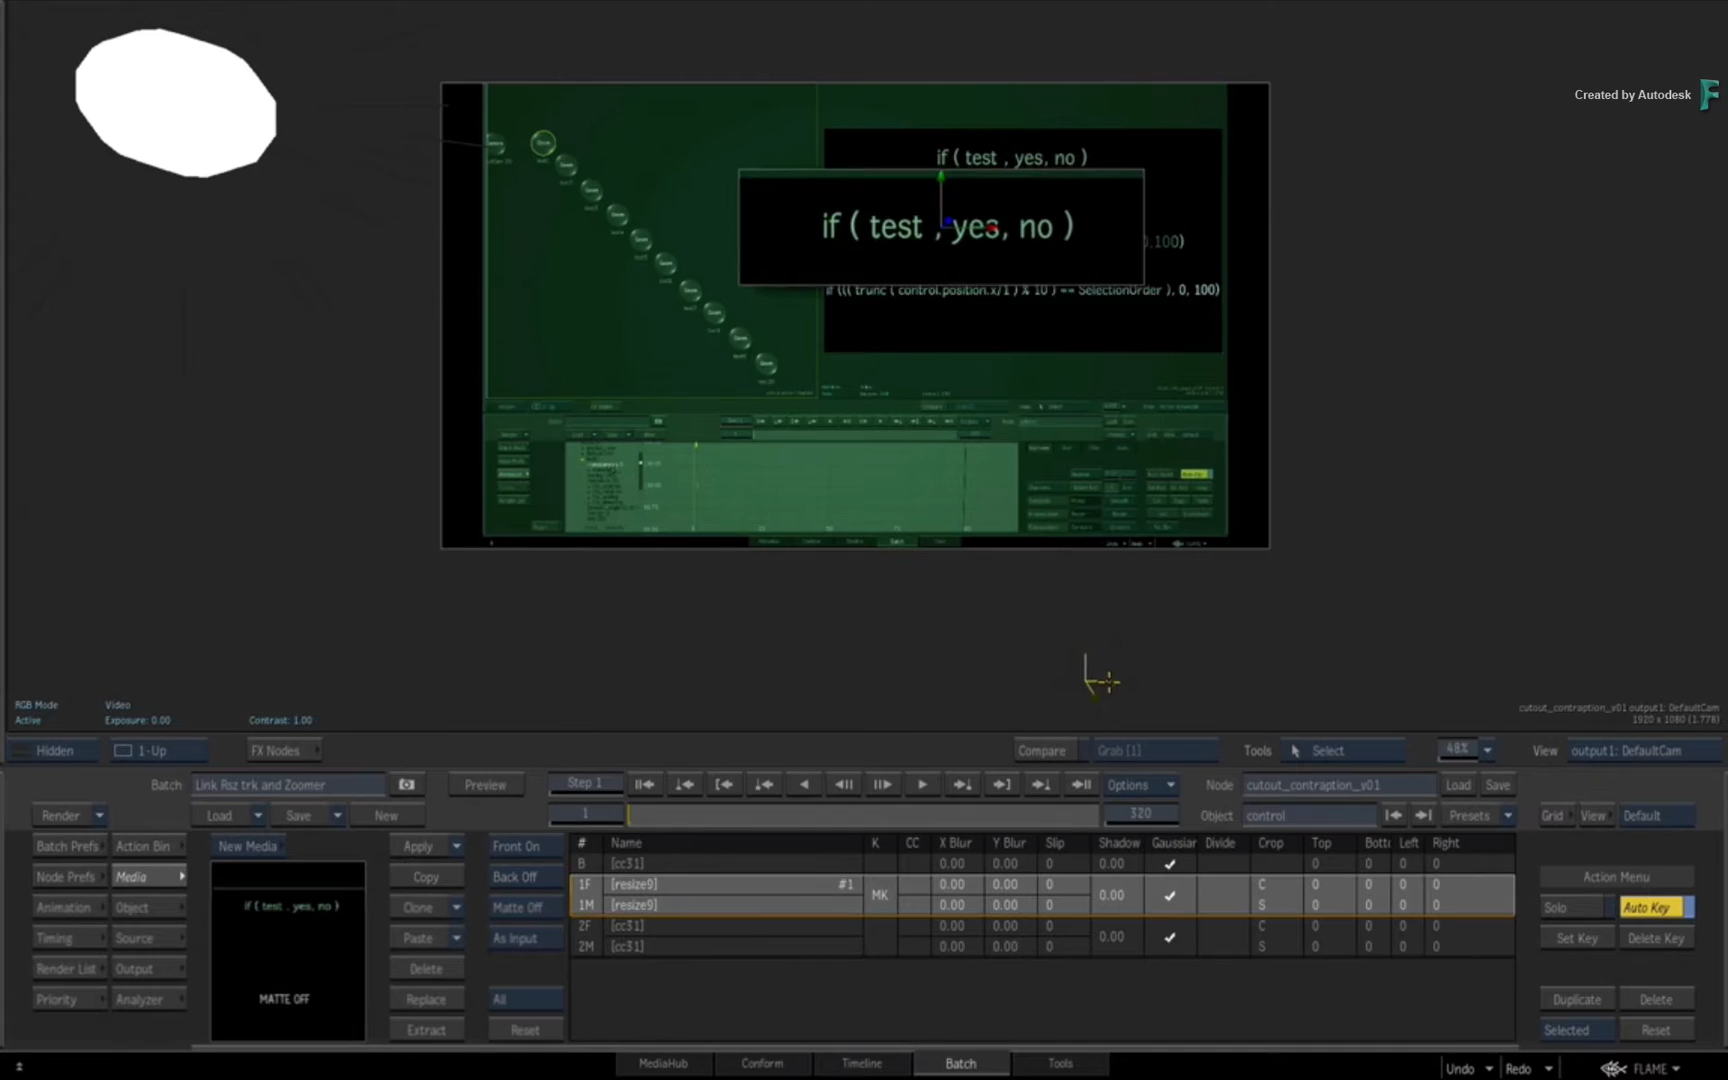 Created by Autodesk
if ( test , yes, no )
if ( test , yes, no )
0,100)
if ((( trunc ( control.position.x/1 ) % 10 ) == SelectionOrder ), 0, 100)
RGB Mode Video
Active Exposure: 0.00 Contrast: 1.00
cutout_contraption_v01 output1: DefaultCam
1920 x 1080 (1.778)
Hidden 1-Up FX Nodes Compare Grab [1] Tools Select 48% View output1: DefaultCam
Batch Link Rsz trk and Zoomer Preview Step 1 Options Node cutout_contraption_v01 Load Save
Render Load Save New 1 320 Object control Presets Grid View Default
Batch Prefs Action Bin New Media Apply Front On # Name K CC X Blur Y Blur Slip Shadow Gaussiar Divide Crop Top Bott Left Right
B [cc31] 0.00 0.00 0.00 0.00 0 0 0 0
Node Prefs Media Copy Back Off Action Menu
1F [resize9] #1 MK 0.00 0.00 0.00 0.00 C 0 0 0 0
1M [resize9] 0.00 0.00 0.00 S 0 0 0 0
Animation Object if ( test , yes, no ) Clone Matte Off Solo Auto Key
2F [cc31] 0.00 0.00 0.00 0.00 C 0 0 0 0
Timing Source Paste As Input Set Key Delete Key
2M [cc31] 0.00 0.00 0.00 S 0 0 0 0
Render List Output Delete
Priority Analyzer MATTE OFF Replace All Duplicate Delete
Extract Reset Selected Reset
MediaHub Conform Timeline Batch Tools Undo Redo FLAME